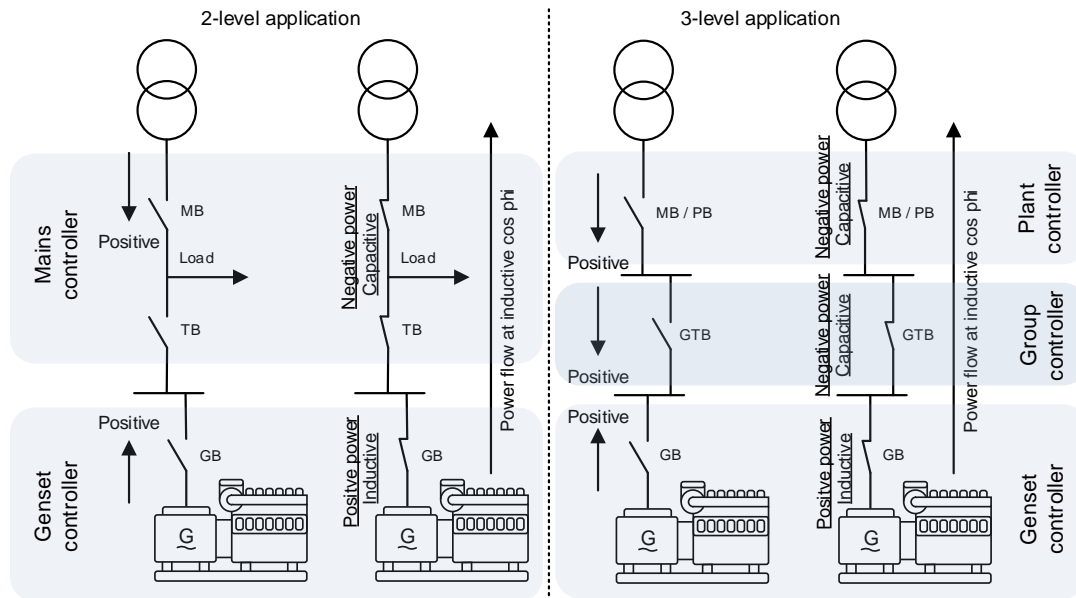 2-level application
3-level application
Mains
controller
Positive
MB
Load
TB
Negative power
Capacitive
MB
Load
TB
Power flow at inductive cos phi
Genset
controller
Positive
GB
G
Positve power
Inductive
GB
G
Positive
MB / PB
Negative power
Capacitive
MB / PB
Plant
controller
Positive
GTB
Negative power
Capacitive
GTB
Power flow at inductive cos phi
Group
controller
Positive
GB
G
Positve power
Inductive
GB
G
Genset
controller